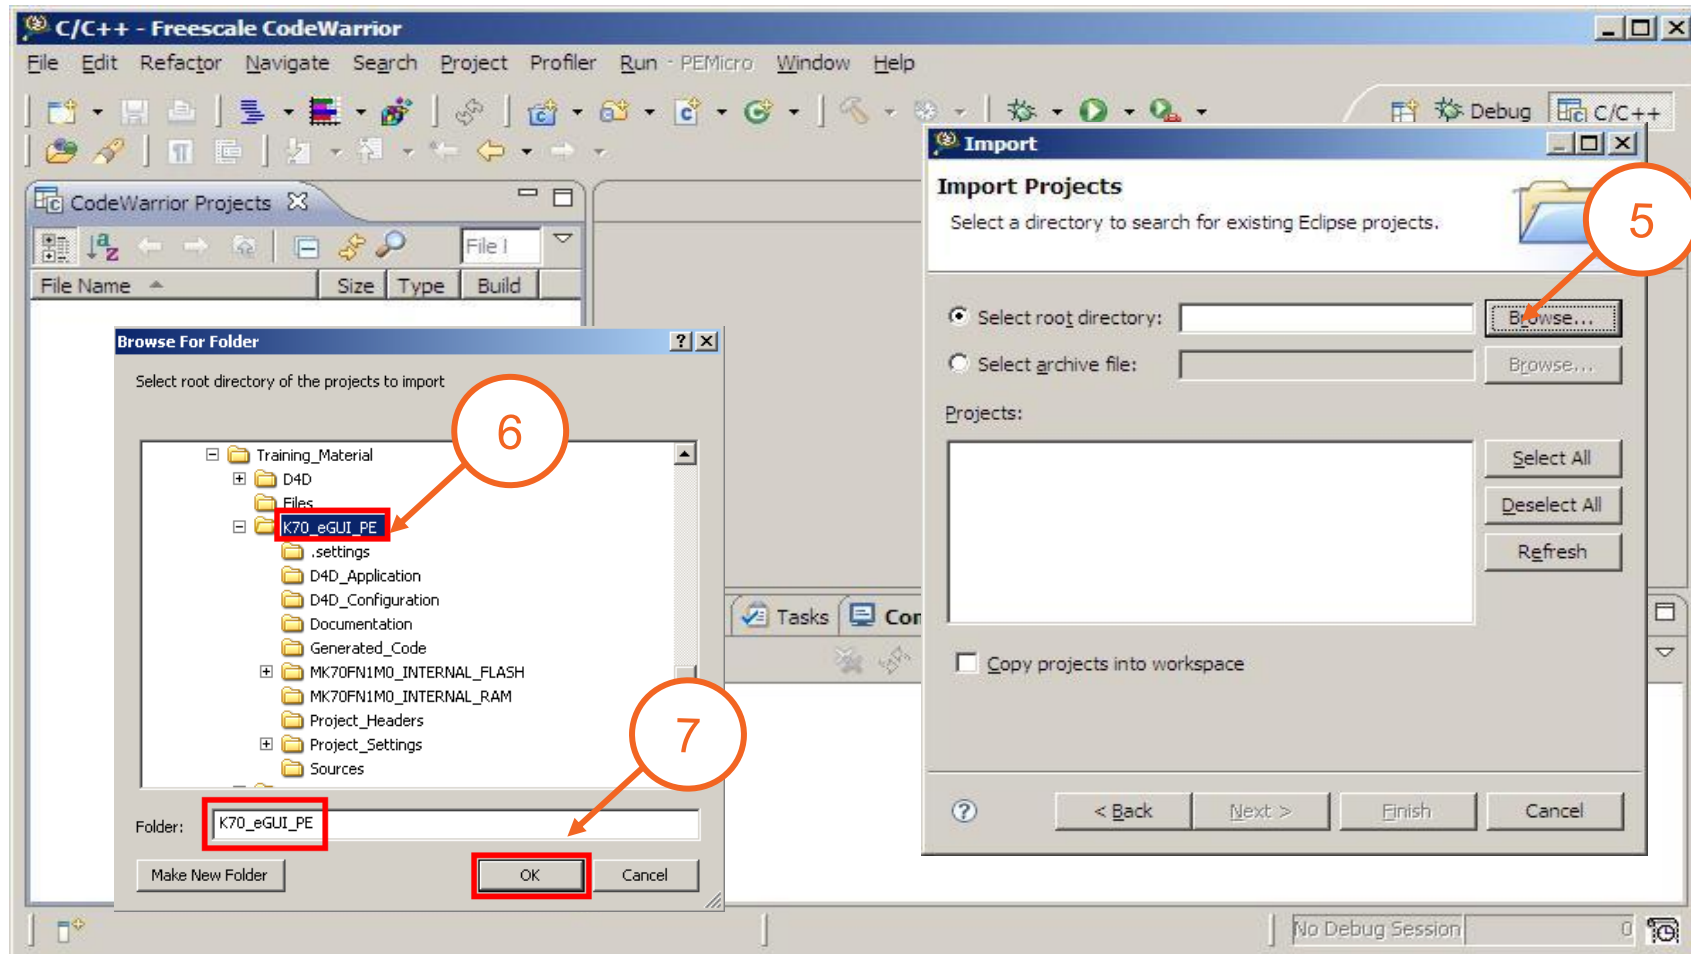 C/C++ - Freescale CodeWarrior
File Edit Refactor Navigate Search Project Profiler Run - PEMicro Window Help
Debug C/C++
CodeWarrior Projects
File Name Size Type Build
Import
Import Projects
Select a directory to search for existing Eclipse projects.
5
Select root directory: Browse...
Select archive file: Browse...
Projects:
Select All
Deselect All
Refresh
Copy projects into workspace
< Back Next > Finish Cancel
Browse For Folder
Select root directory of the projects to import
6
Training_Material
D4D
Files
K70_eGUI_PE
.settings
D4D_Application
D4D_Configuration
Documentation
Generated_Code
MK70FN1M0_INTERNAL_FLASH
MK70FN1M0_INTERNAL_RAM
Project_Headers
Project_Settings
Sources
7
Folder: K70_eGUI_PE
Make New Folder OK Cancel
Tasks
No Debug Session 0